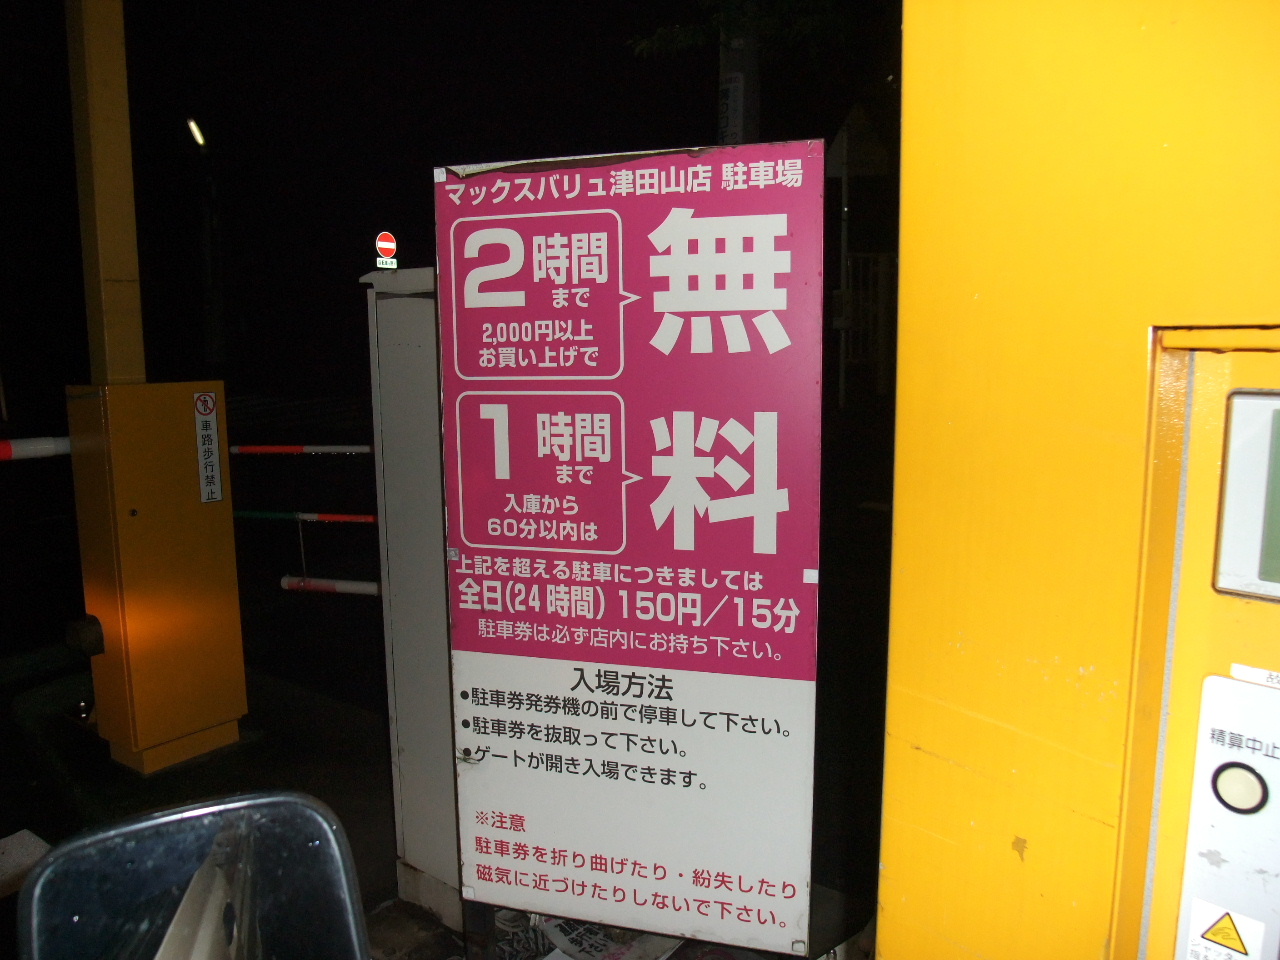 マックスバリュ津田山店 駐車場
2時間
まで
2,000円以上
お買い上げで
1時間
まで
入庫から
60分以内は
無料
上記を超える駐車につきましては
全日(24時間) 150円／15分
駐車券は必ず店内にお持ち下さい。
入場方法
●駐車券発券機の前で停車して下さい。
●駐車券を抜取って下さい。
●ゲートが開き入場できます。
※注意
駐車券を折り曲げたり・紛失したり
磁気に近づけたりしないで下さい。
車路歩行禁止
精算中止